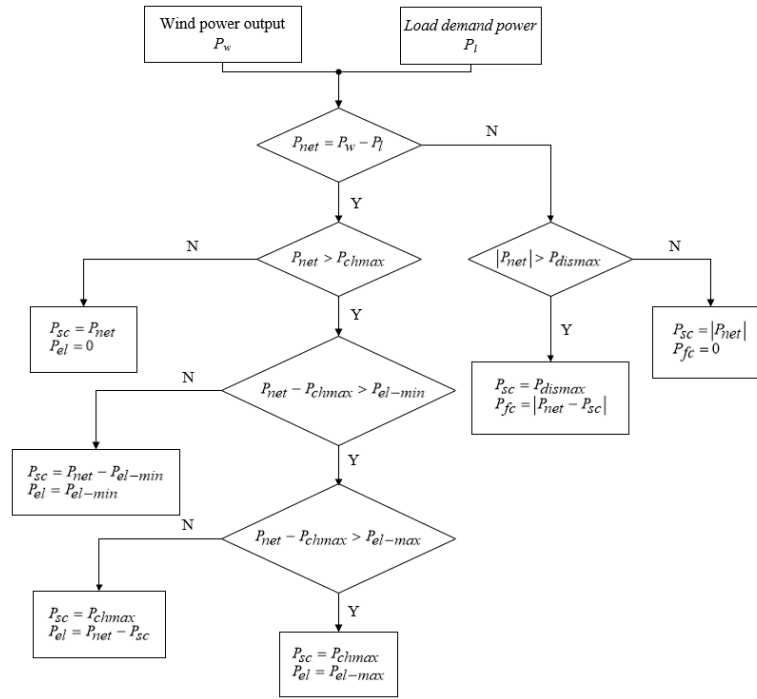 Wind power output
P_w
Load demand power
P_l
P_net = P_w − P_l
N
Y
N
P_net > P_chmax
|P_net| > P_dismax
N
Y
Y
P_sc = P_net
P_el = 0
P_sc = |P_net|
P_fc = 0
N
P_net − P_chmax > P_el−min
P_sc = P_dismax
P_fc = |P_net − P_sc|
Y
P_sc = P_net − P_el−min
P_el = P_el−min
N
P_net − P_chmax > P_el−max
Y
P_sc = P_chmax
P_el = P_net − P_sc
P_sc = P_chmax
P_el = P_el−max